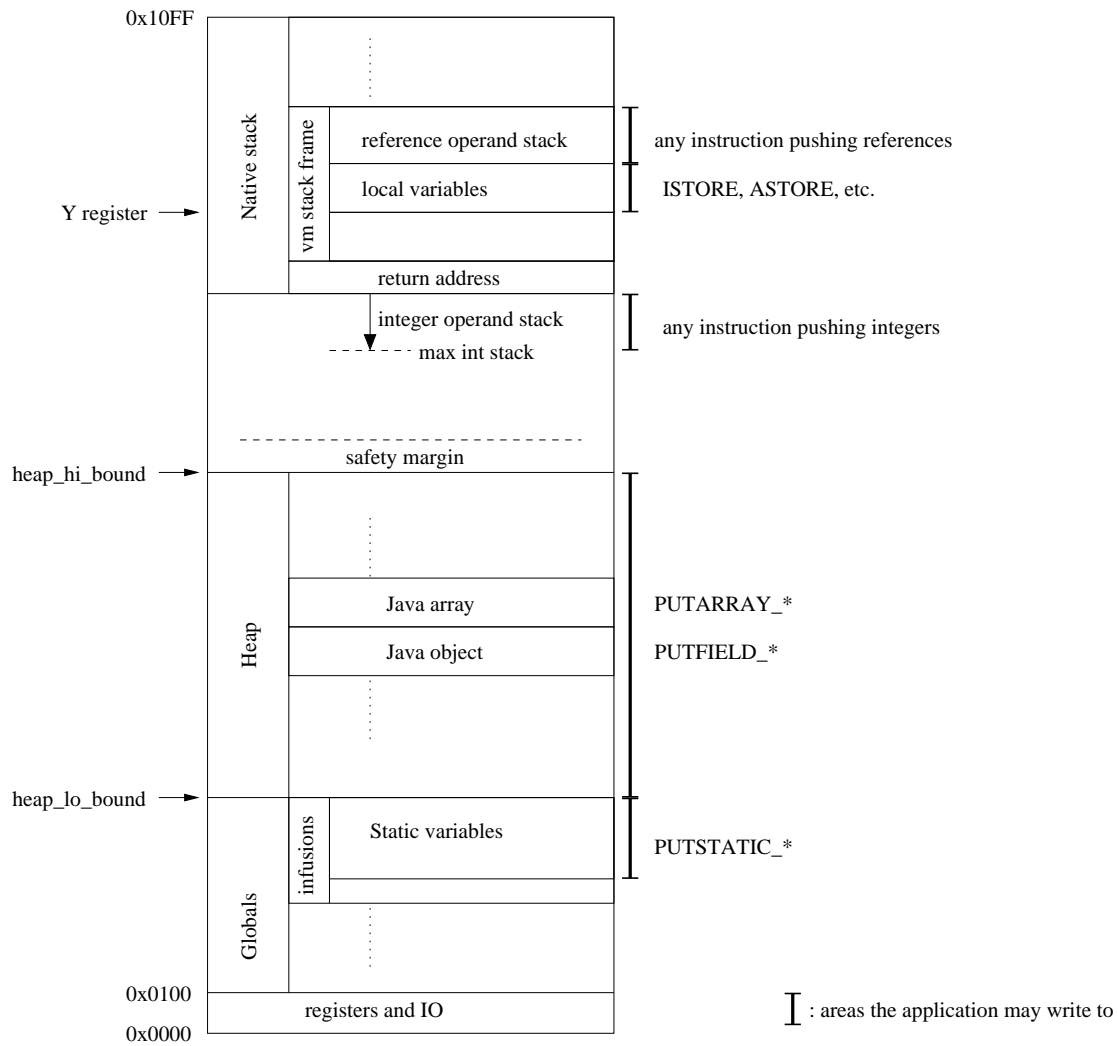 0x10FF
Native stack
vm stack frame
reference operand stack
any instruction pushing references
local variables
ISTORE, ASTORE, etc.
Y register
return address
integer operand stack
any instruction pushing integers
max int stack
safety margin
heap_hi_bound
Heap
Java array
PUTARRAY_*
Java object
PUTFIELD_*
heap_lo_bound
Globals
infusions
Static variables
PUTSTATIC_*
0x0100
registers and IO
0x0000
: areas the application may write to